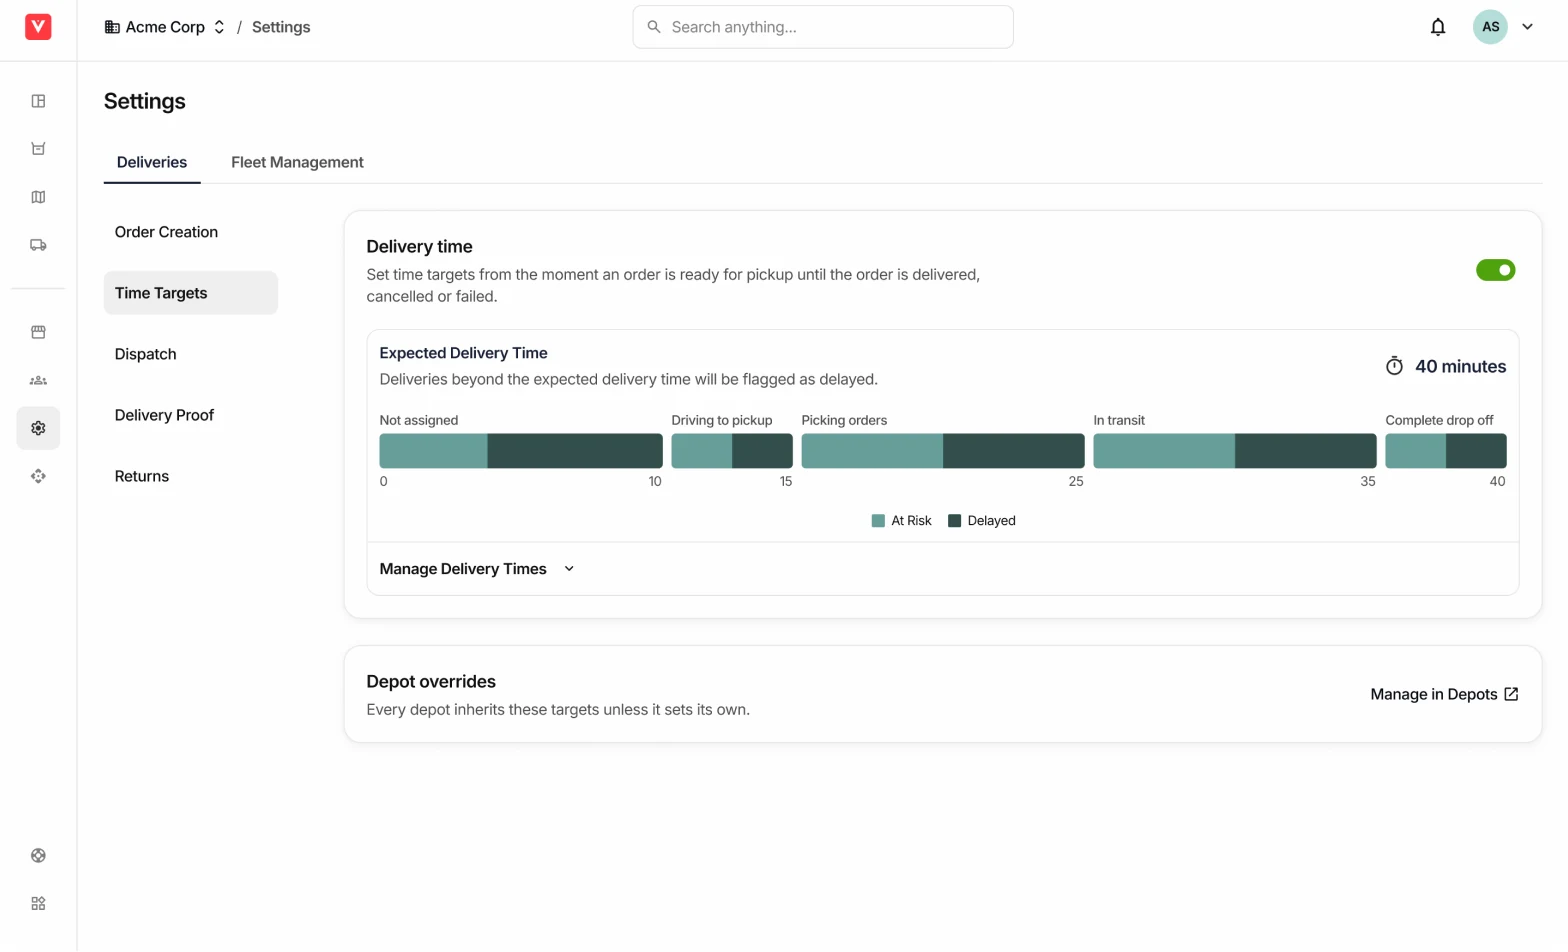 Acme Corp / Settings
Search anything...
AS
Settings
Deliveries
Fleet Management
Order Creation
Time Targets
Dispatch
Delivery Proof
Returns
Delivery time
Set time targets from the moment an order is ready for pickup until the order is delivered,
cancelled or failed.
Expected Delivery Time
Deliveries beyond the expected delivery time will be flagged as delayed.
40 minutes
Not assigned
Driving to pickup
Picking orders
In transit
Complete drop off
0
10
15
25
35
40
At Risk
Delayed
Manage Delivery Times
Depot overrides
Every depot inherits these targets unless it sets its own.
Manage in Depots